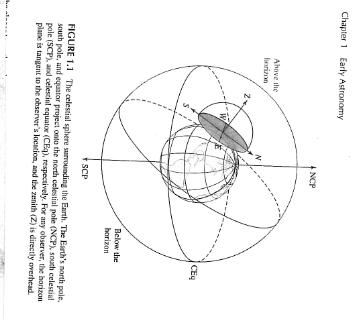 Chapter 1 Early Astronomy
NCP
Above the
horizon
Z
N
W
E
S
CEq
Below the
horizon
SCP
FIGURE 1.1 The celestial sphere surrounding the Earth. The Earth's north pole,
south pole, and equator project onto the north celestial pole (NCP), south celestial
pole (SCP), and celestial equator (CEq), respectively. For any observer, the horizon
plane is tangent to the observer's location, and the zenith (Z) is directly overhead.